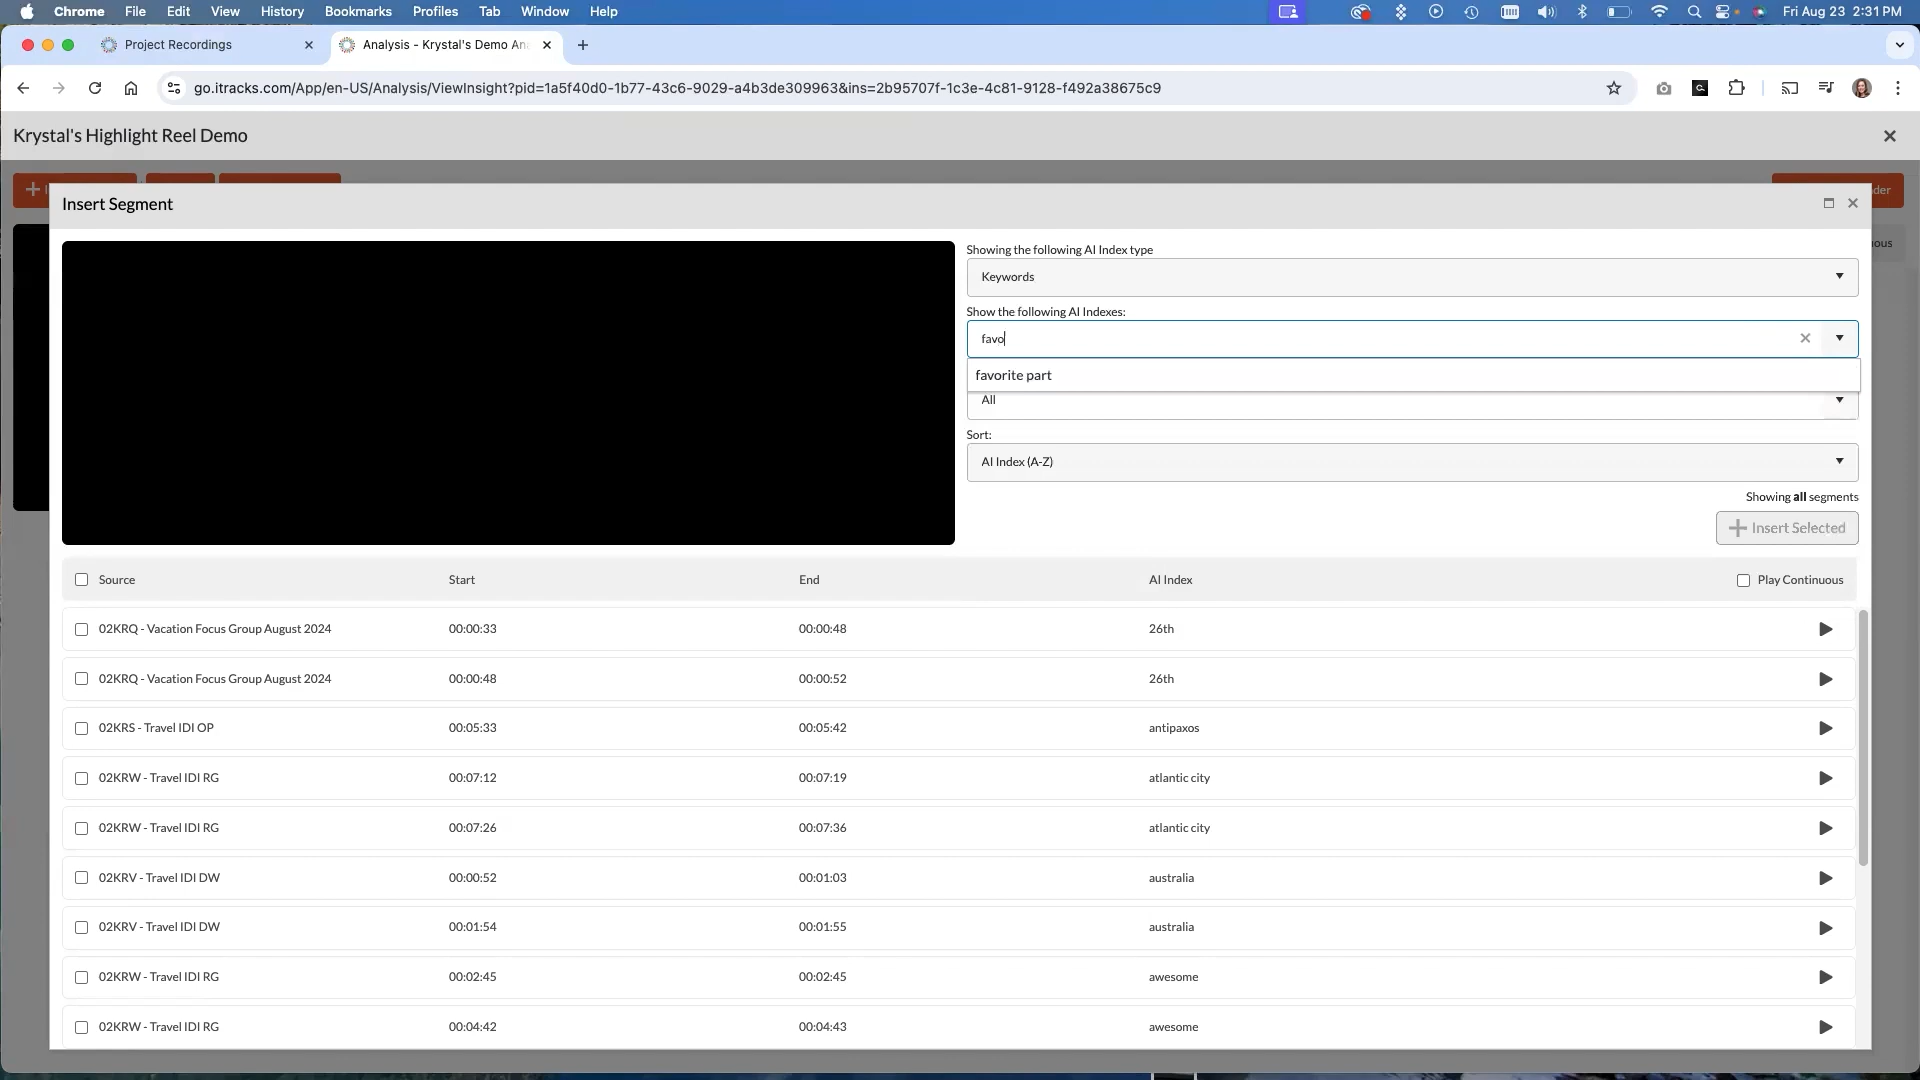 Chrome File Edit View History Bookmarks Profiles Tab Window Help Fri Aug 23 2:31 PM
Project Recordings
Analysis - Krystal's Demo An
go.itracks.com/App/en-US/Analysis/ViewInsight?pid=1a5f40d0-1b77-43c6-9029-a4b3de309963&ins=2b95707f-1c3e-4c81-9128-f492a38675c9
Krystal's Highlight Reel Demo
der
Insert Segment
ous
Showing the following AI Index type
Keywords
Show the following AI Indexes:
favo
favorite part
All
Sort:
AI Index (A-Z)
Showing all segments
Insert Selected
Source Start End AI Index Play Continuous
02KRQ - Vacation Focus Group August 2024 00:00:33 00:00:48 26th
02KRQ - Vacation Focus Group August 2024 00:00:48 00:00:52 26th
02KRS - Travel IDI OP 00:05:33 00:05:42 antipaxos
02KRW - Travel IDI RG 00:07:12 00:07:19 atlantic city
02KRW - Travel IDI RG 00:07:26 00:07:36 atlantic city
02KRV - Travel IDI DW 00:00:52 00:01:03 australia
02KRV - Travel IDI DW 00:01:54 00:01:55 australia
02KRW - Travel IDI RG 00:02:45 00:02:45 awesome
02KRW - Travel IDI RG 00:04:42 00:04:43 awesome